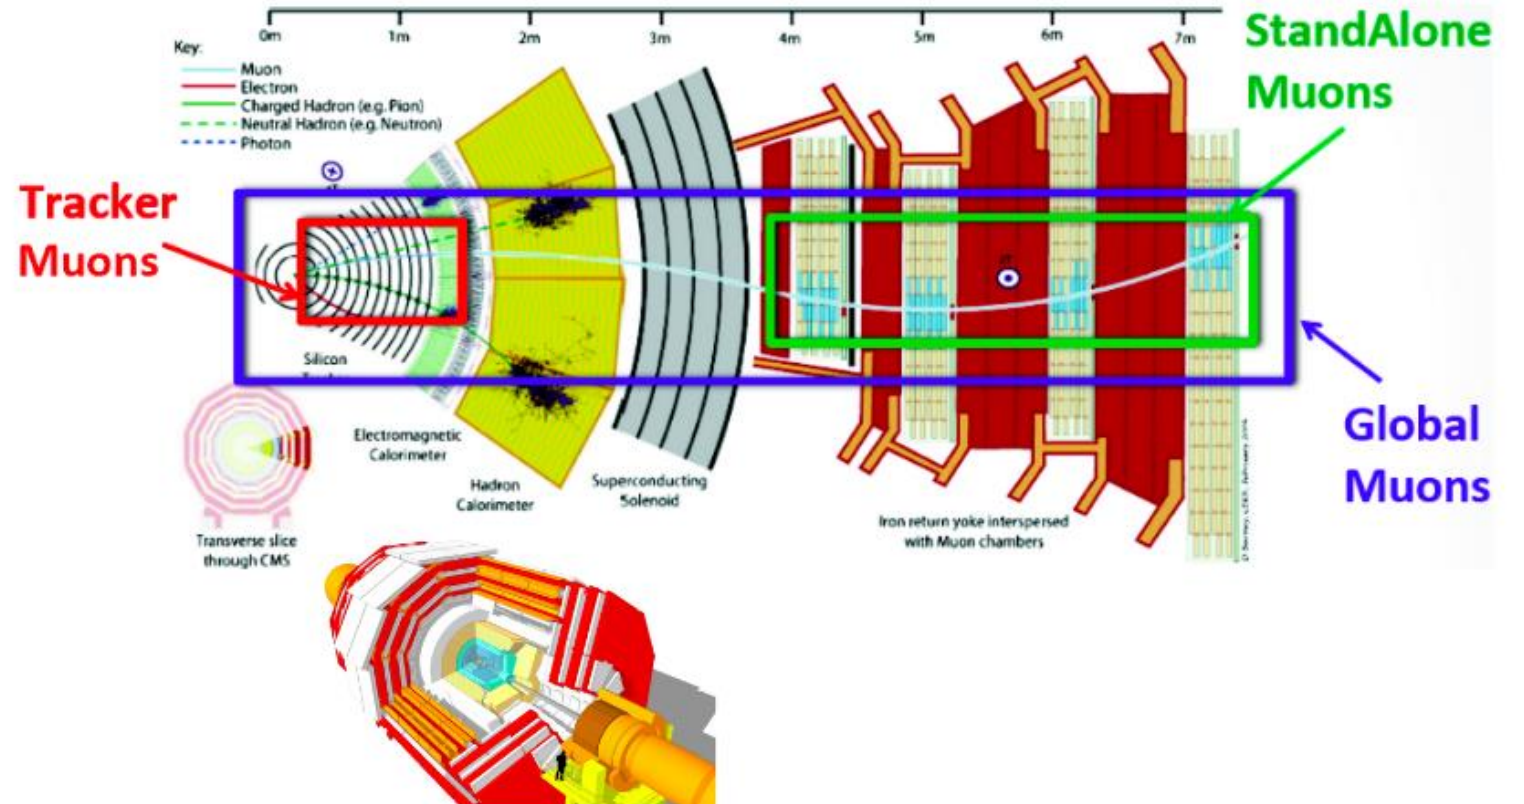 0m 1m 2m 3m 4m 5m 6m 7m
Key:
Muon
Electron
Charged Hadron (e.g. Pion)
Neutral Hadron (e.g. Neutron)
Photon
StandAlone
Muons
Tracker
Muons
Silicon
Electromagnetic
Calorimeter
Hadron
Calorimeter
Superconducting
Solenoid
Iron return yoke interspersed
with Muon chambers
Transverse slice
through CMS
Global
Muons